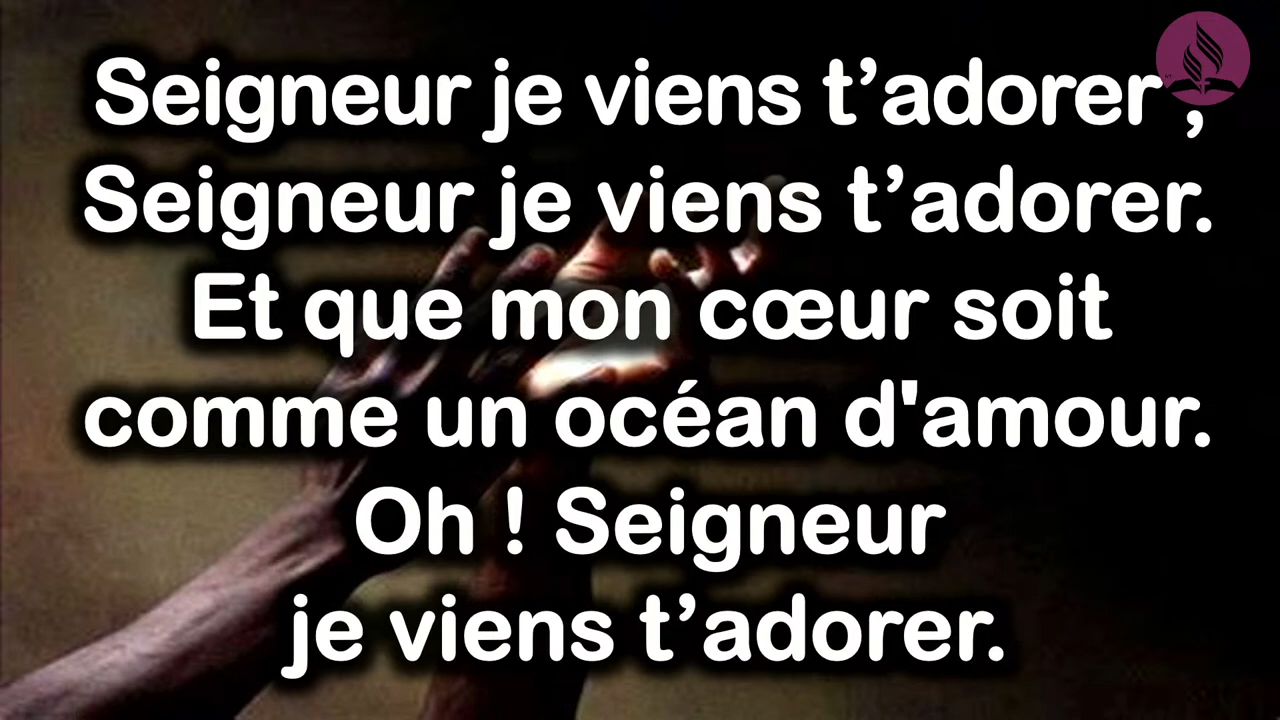 Seigneur je viens t’adorer ,
Seigneur je viens t’adorer.
Et que mon cœur soit
comme un océan d'amour.
Oh ! Seigneur
je viens t’adorer.